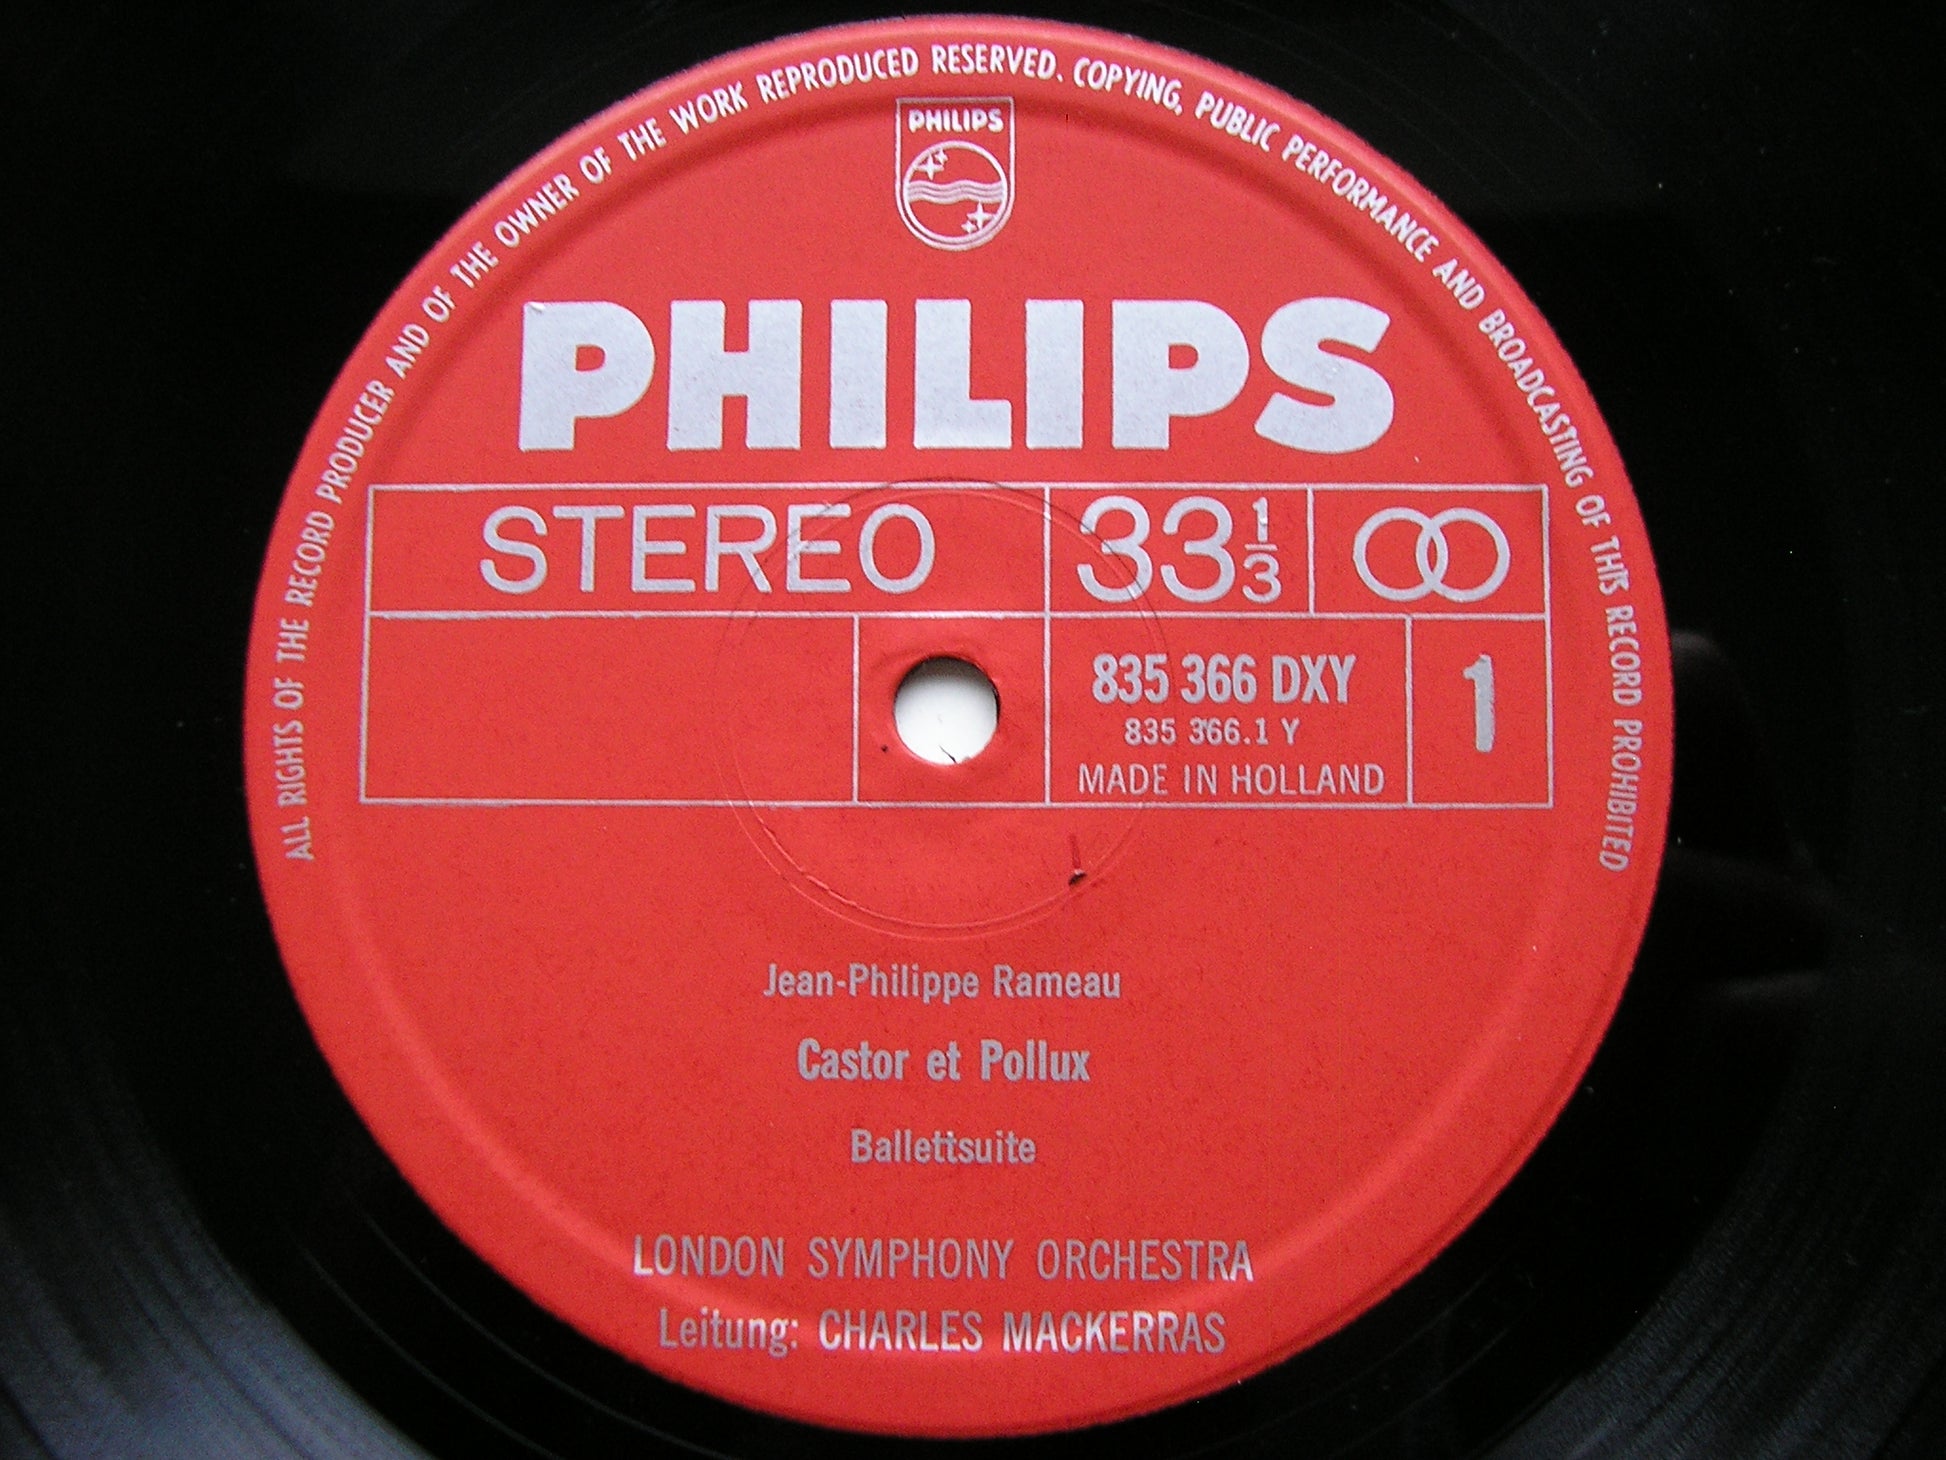 ALL RIGHTS OF THE RECORD PRODUCER AND OF THE OWNER OF THE WORK REPRODUCED RESERVED. COPYING, PUBLIC PERFORMANCE AND BROADCASTING OF THIS RECORD PROHIBITED
PHILIPS
PHILIPS
STEREO 33 1/3
835 366 DXY 1
835 366.1 Y
MADE IN HOLLAND
Jean-Philippe Rameau
Castor et Pollux
Ballettsuite
LONDON SYMPHONY ORCHESTRA
Leitung: CHARLES MACKERRAS